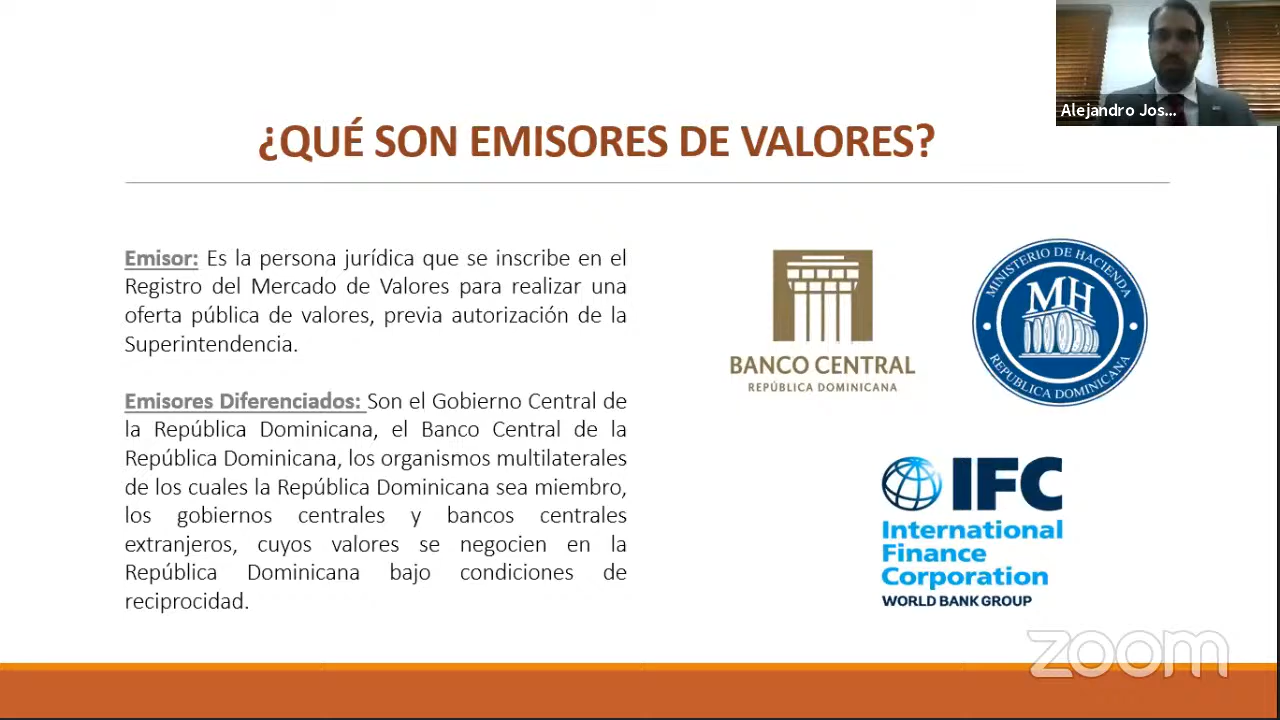 Alejandro Jos...
¿QUÉ SON EMISORES DE VALORES?
Emisor: Es la persona jurídica que se inscribe en el
Registro del Mercado de Valores para realizar una
oferta pública de valores, previa autorización de la
Superintendencia.
Emisores Diferenciados: Son el Gobierno Central de
la República Dominicana, el Banco Central de la
República Dominicana, los organismos multilaterales
de los cuales la República Dominicana sea miembro,
los gobiernos centrales y bancos centrales
extranjeros, cuyos valores se negocien en la
República Dominicana bajo condiciones de
reciprocidad.
BANCO CENTRAL
REPÚBLICA DOMINICANA
MINISTERIO DE HACIENDA
MH
REPUBLICA DOMINICANA
IFC
International
Finance
Corporation
WORLD BANK GROUP
zoom